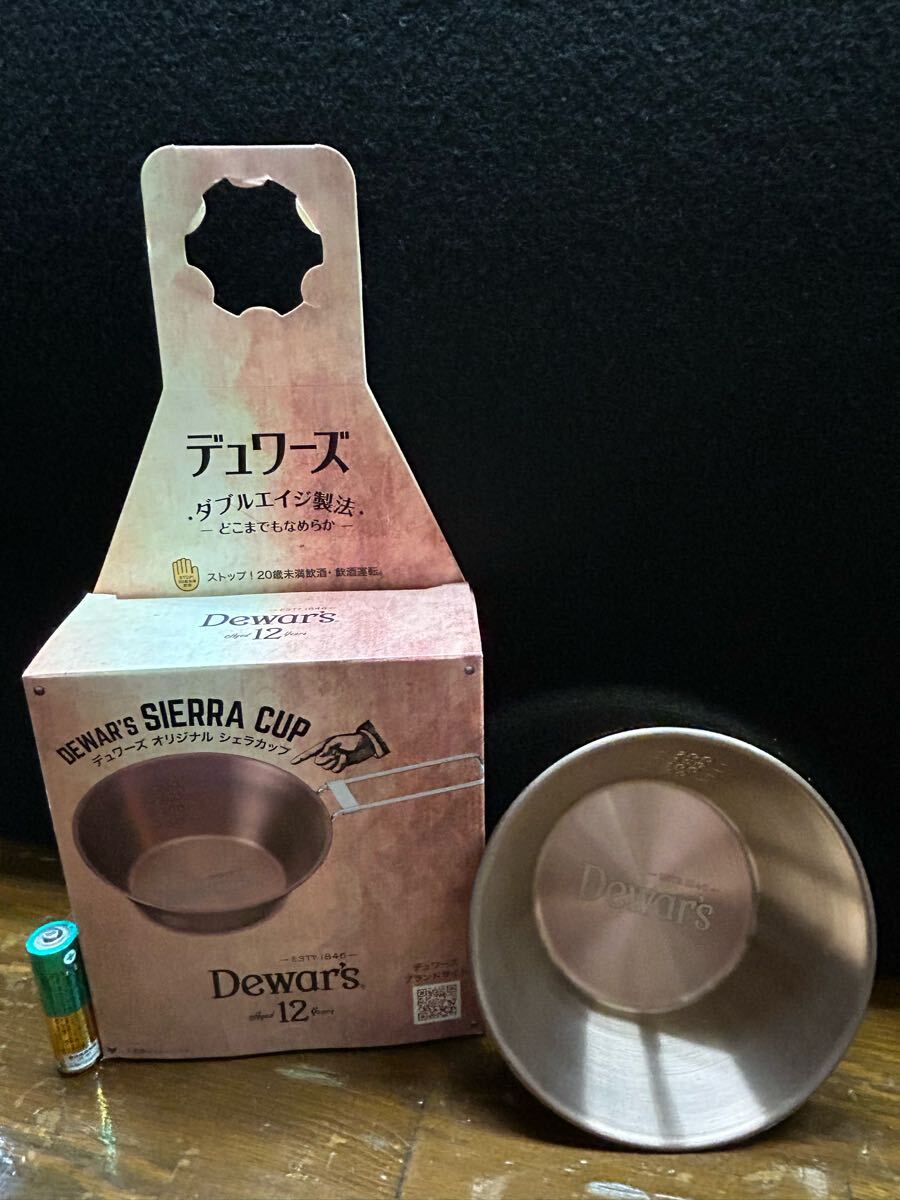 デュワーズ
・ダブルエイジ製法・
― どこまでもなめらか ―
ストップ！20歳未満飲酒・飲酒運転。
ESTD 1846
Dewar's
Aged 12 Years
DEWAR'S SIERRA CUP
デュワーズ オリジナル シェラカップ
ESTD 1846
Dewar's
Aged 12 Years
デュワーズ
ブランドサイト
ESTD 1846
Dewar's